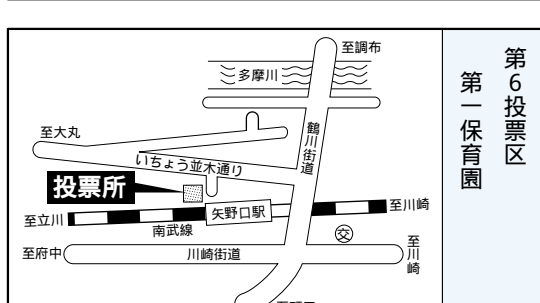 第6投票区
第一保育園
至調布
多摩川
至大丸
鶴川街道
いちょう並木通り
投票所
矢野口駅
至川崎
至立川
南武線
交
至府中
川崎街道
至川崎